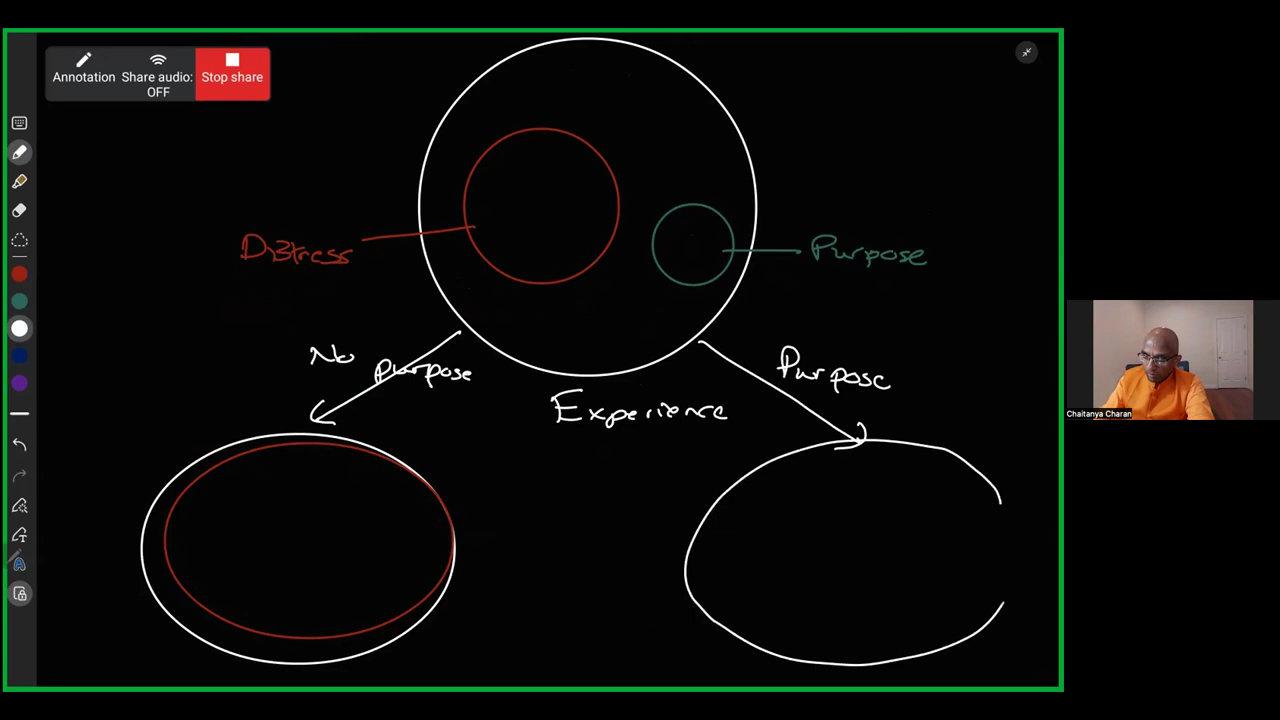 Annotation
Share audio:
OFF
Stop share
Distress
Purpose
No purpose
Purpose
Experience
Chaitanya Charan